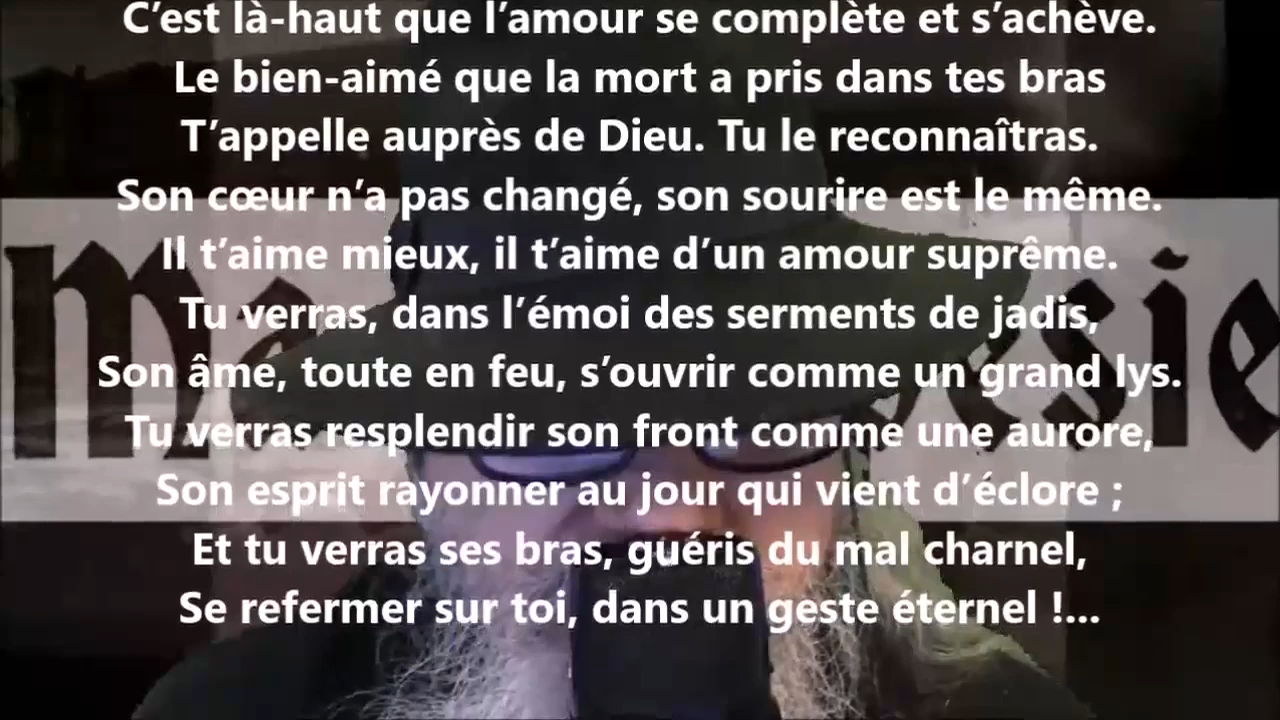 C’est là-haut que l’amour se complète et s’achève.
Le bien-aimé que la mort a pris dans tes bras
T’appelle auprès de Dieu. Tu le reconnaîtras.
Son cœur n’a pas changé, son sourire est le même.
Il t’aime mieux, il t’aime d’un amour suprême.
Tu verras, dans l’émoi des serments de jadis,
Son âme, toute en feu, s’ouvrir comme un grand lys.
Tu verras resplendir son front comme une aurore,
Son esprit rayonner au jour qui vient d’éclore ;
Et tu verras ses bras, guéris du mal charnel,
Se refermer sur toi, dans un geste éternel !...